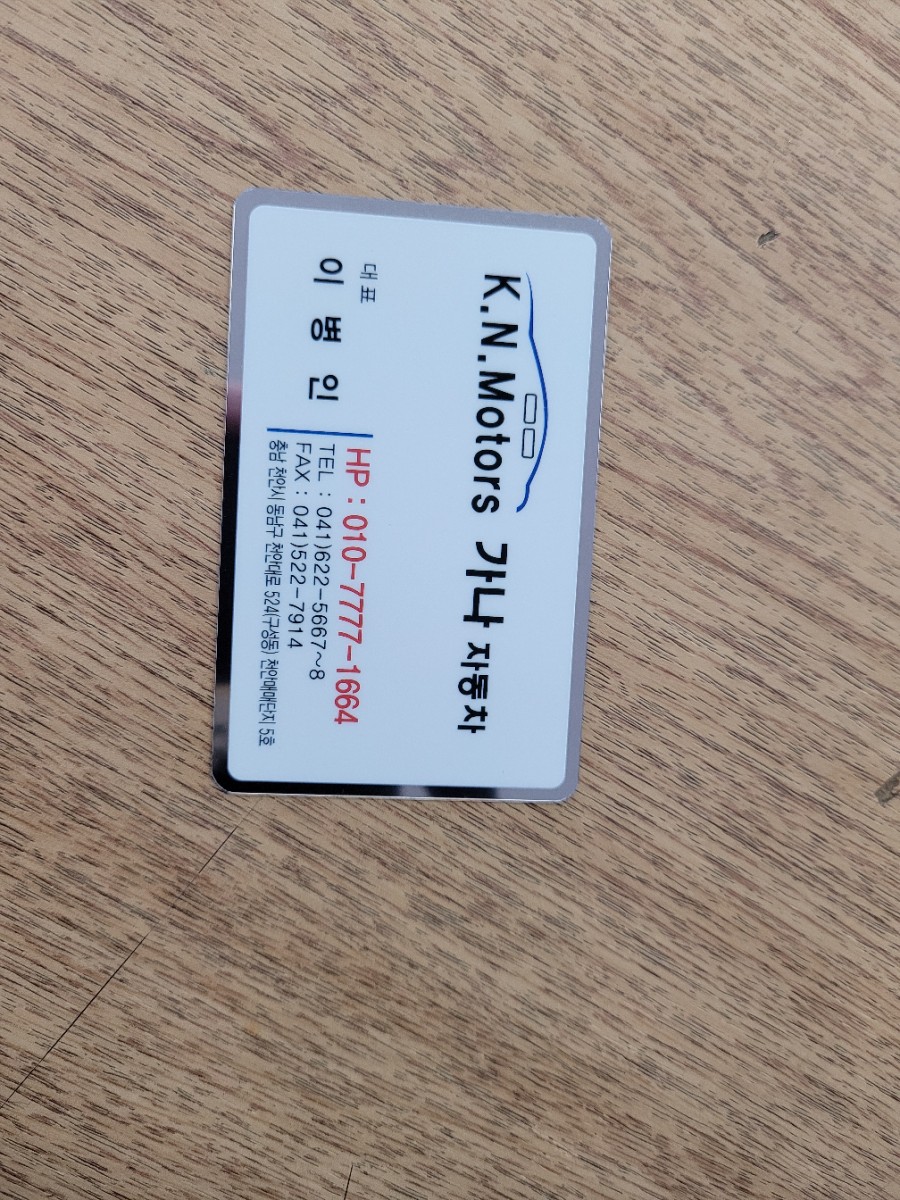 K.N.Motors 가나 자동차
대표
이 병 인
HP : 010-7777-1664
TEL : 041)622-5667~8
FAX : 041)522-7914
충남 천안시 동남구 천안대로 524(구성동) 천안매매단지 5호